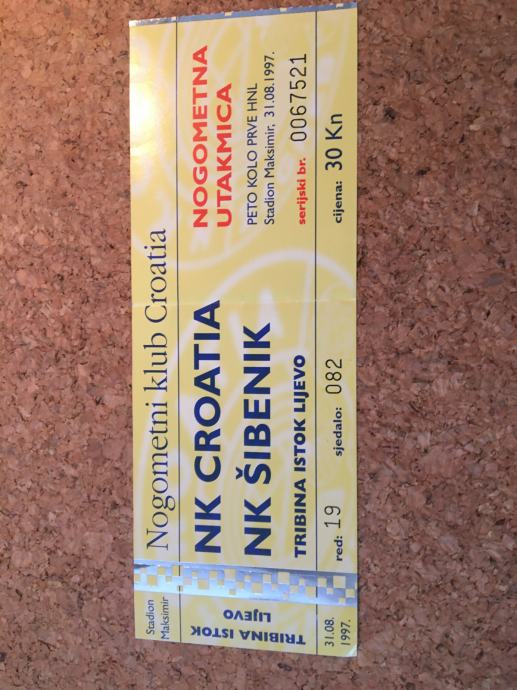 Stadion
Maksimir
TRIBINA ISTOK
LIJEVO
31.08.
1997.
Nogometni klub Croatia
NK CROATIA
NK ŠIBENIK
TRIBINA ISTOK LIJEVO
red: 19 sjedalo: 082
NOGOMETNA
UTAKMICA
PETO KOLO PRVE HNL
Stadion Maksimir, 31.08.1997.
serijski br. 0067521
cijena: 30 Kn